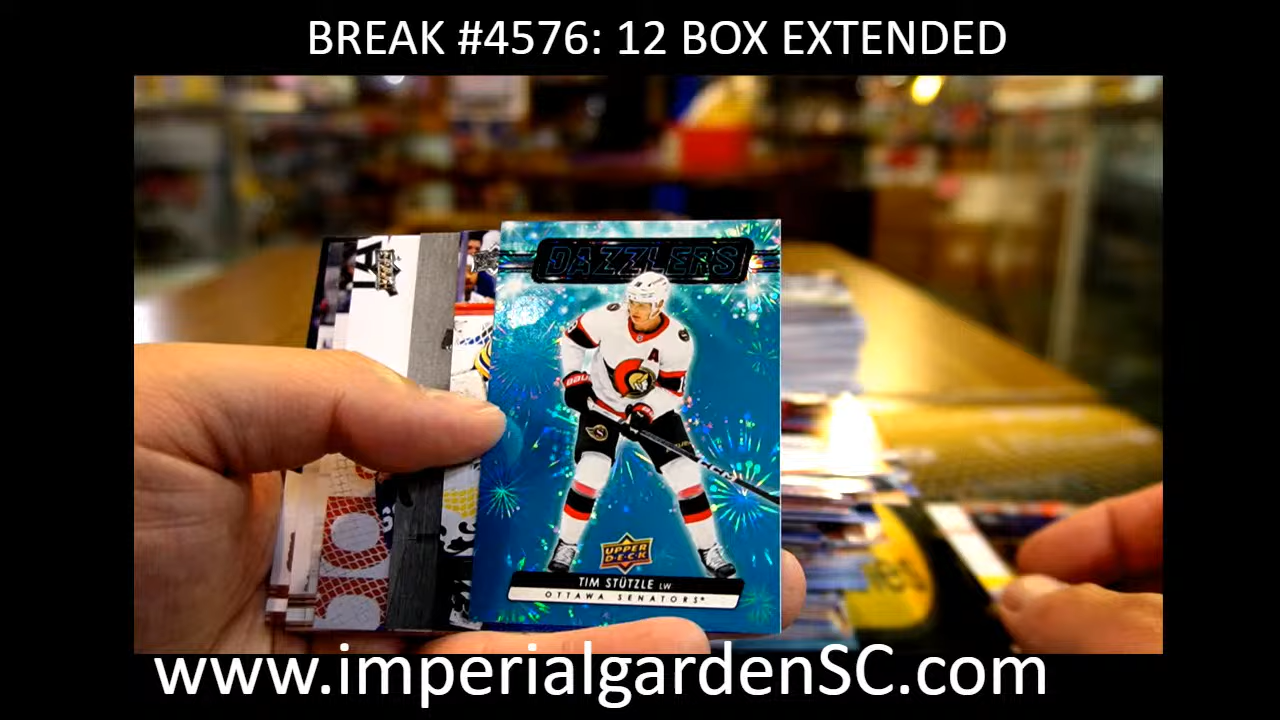 BREAK #4576: 12 BOX EXTENDED
DAZZLERS
A
UPPER
DECK
TIM STÜTZLE LW
OTTAWA SENATORS*
www.imperialgardenSC.com